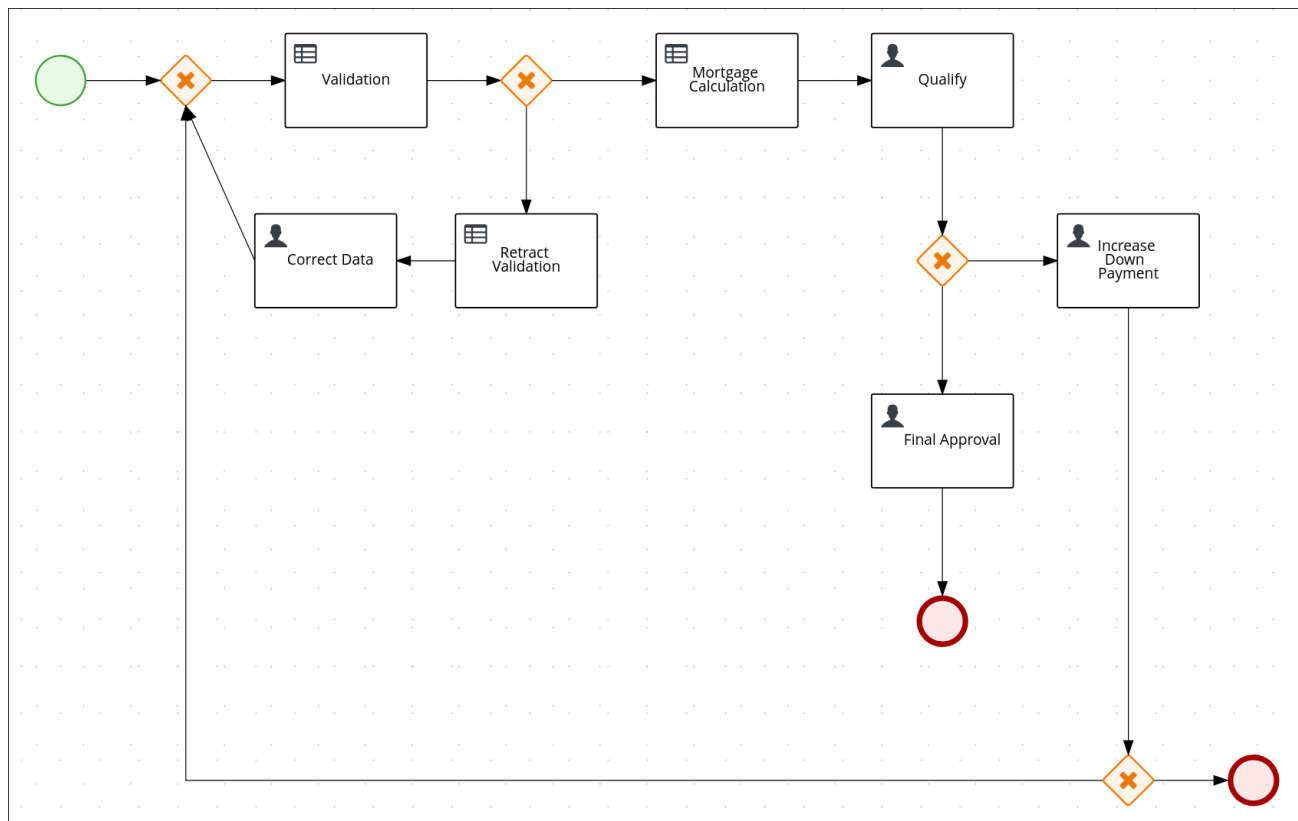 Validation
Mortgage
Calculation
Qualify
Correct Data
Retract
Validation
Increase
Down
Payment
Final Approval